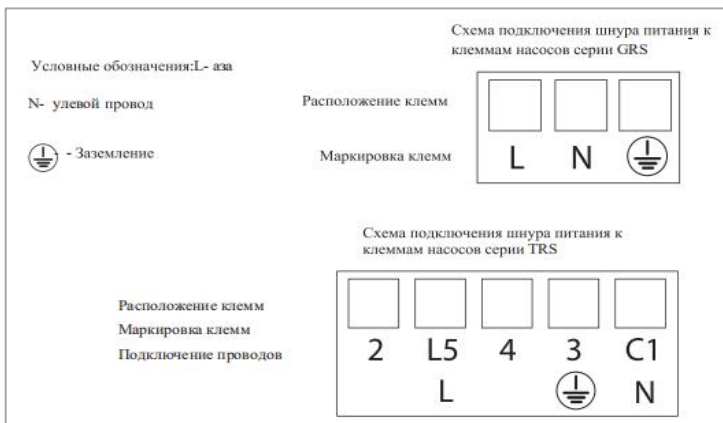 Схема подключения шнура питания к
клеммам насосов серии GRS
Условные обозначения:L- аза
N- улевой провод
- Заземление
Расположение клемм
Маркировка клемм
L N
Схема подключения шнура питания к
клеммам насосов серии TRS
Расположение клемм
Маркировка клемм
Подключение проводов
2 L5 4 3 C1
L N